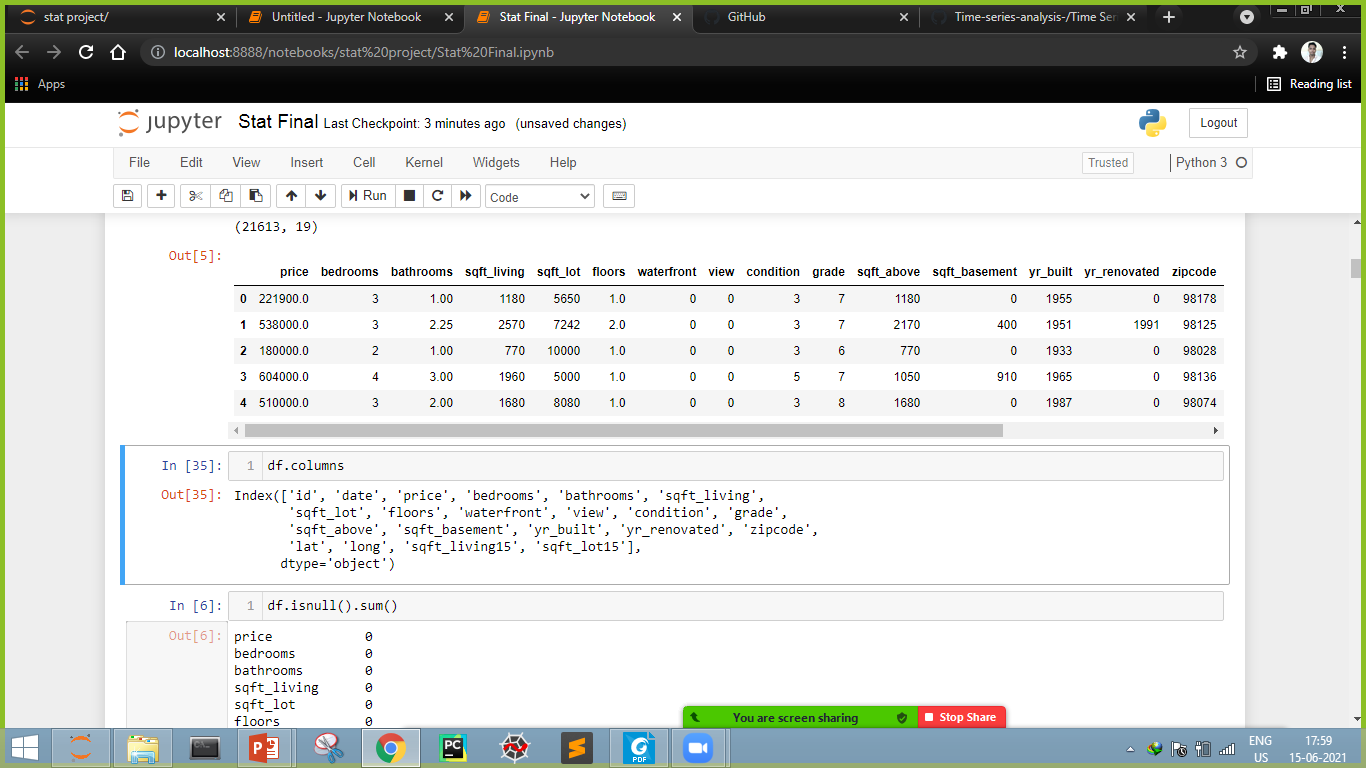 stat project/ Untitled - Jupyter Notebook Stat Final - Jupyter Notebook GitHub Time-series-analysis-/Time Ser
localhost:8888/notebooks/stat%20project/Stat%20Final.ipynb
Apps Reading list
jupyter Stat Final Last Checkpoint: 3 minutes ago (unsaved changes) Logout
File Edit View Insert Cell Kernel Widgets Help Trusted Python 3
Run Code
(21613, 19)
Out[5]:
price bedrooms bathrooms sqft_living sqft_lot floors waterfront view condition grade sqft_above sqft_basement yr_built yr_renovated zipcode
0 221900.0 3 1.00 1180 5650 1.0 0 0 3 7 1180 0 1955 0 98178
1 538000.0 3 2.25 2570 7242 2.0 0 0 3 7 2170 400 1951 1991 98125
2 180000.0 2 1.00 770 10000 1.0 0 0 3 6 770 0 1933 0 98028
3 604000.0 4 3.00 1960 5000 1.0 0 0 5 7 1050 910 1965 0 98136
4 510000.0 3 2.00 1680 8080 1.0 0 0 3 8 1680 0 1987 0 98074
In [35]: 1 df.columns
Out[35]: Index(['id', 'date', 'price', 'bedrooms', 'bathrooms', 'sqft_living',
'sqft_lot', 'floors', 'waterfront', 'view', 'condition', 'grade',
'sqft_above', 'sqft_basement', 'yr_built', 'yr_renovated', 'zipcode',
'lat', 'long', 'sqft_living15', 'sqft_lot15'],
dtype='object')
In [6]: 1 df.isnull().sum()
Out[6]: price 0
bedrooms 0
bathrooms 0
sqft_living 0
sqft_lot 0
floors 0
You are screen sharing Stop Share
PC PDF
ENG 17:59
US 15-06-2021